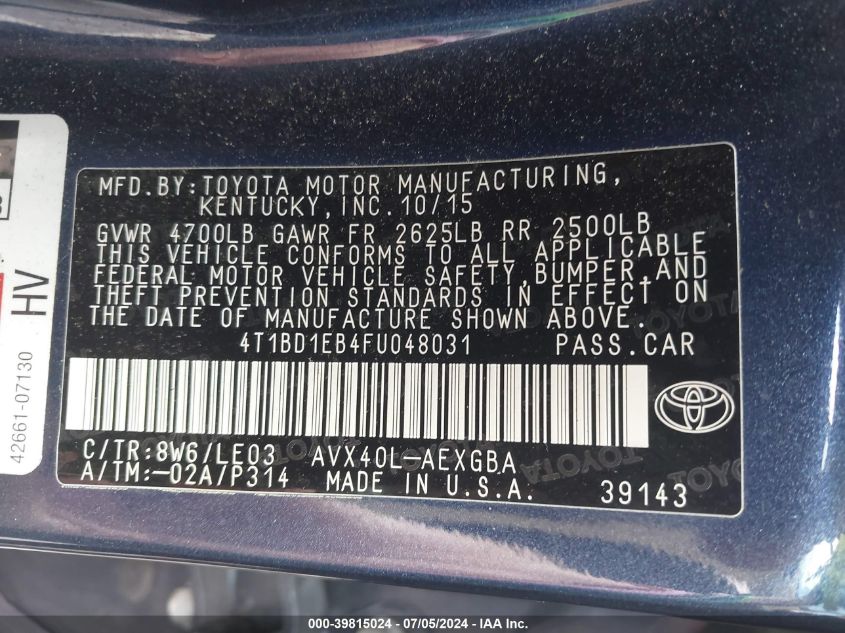 MFD.BY:TOYOTA MOTOR MANUFACTURING,
KENTUCKY,INC.10/15
GVWR 4700LB GAWR FR 2625LB RR 2500LB
THIS VEHICLE CONFORMS TO ALL APPLICABLE
FEDERAL MOTOR VEHICLE SAFETY,BUMPER,AND
THEFT PREVENTION STANDARDS IN EFFECT ON
THE DATE OF MANUFACTURE SHOWN ABOVE.
4T1BD1EB4FU048031 PASS.CAR
C/TR:8W6/LE03 AVX40L-AEXGBA
A/TM:-02A/P314 MADE IN U.S.A. 39143
HV
42661-07130
© IAA - 39815024 - 07/05/2024 - IAA, Inc.